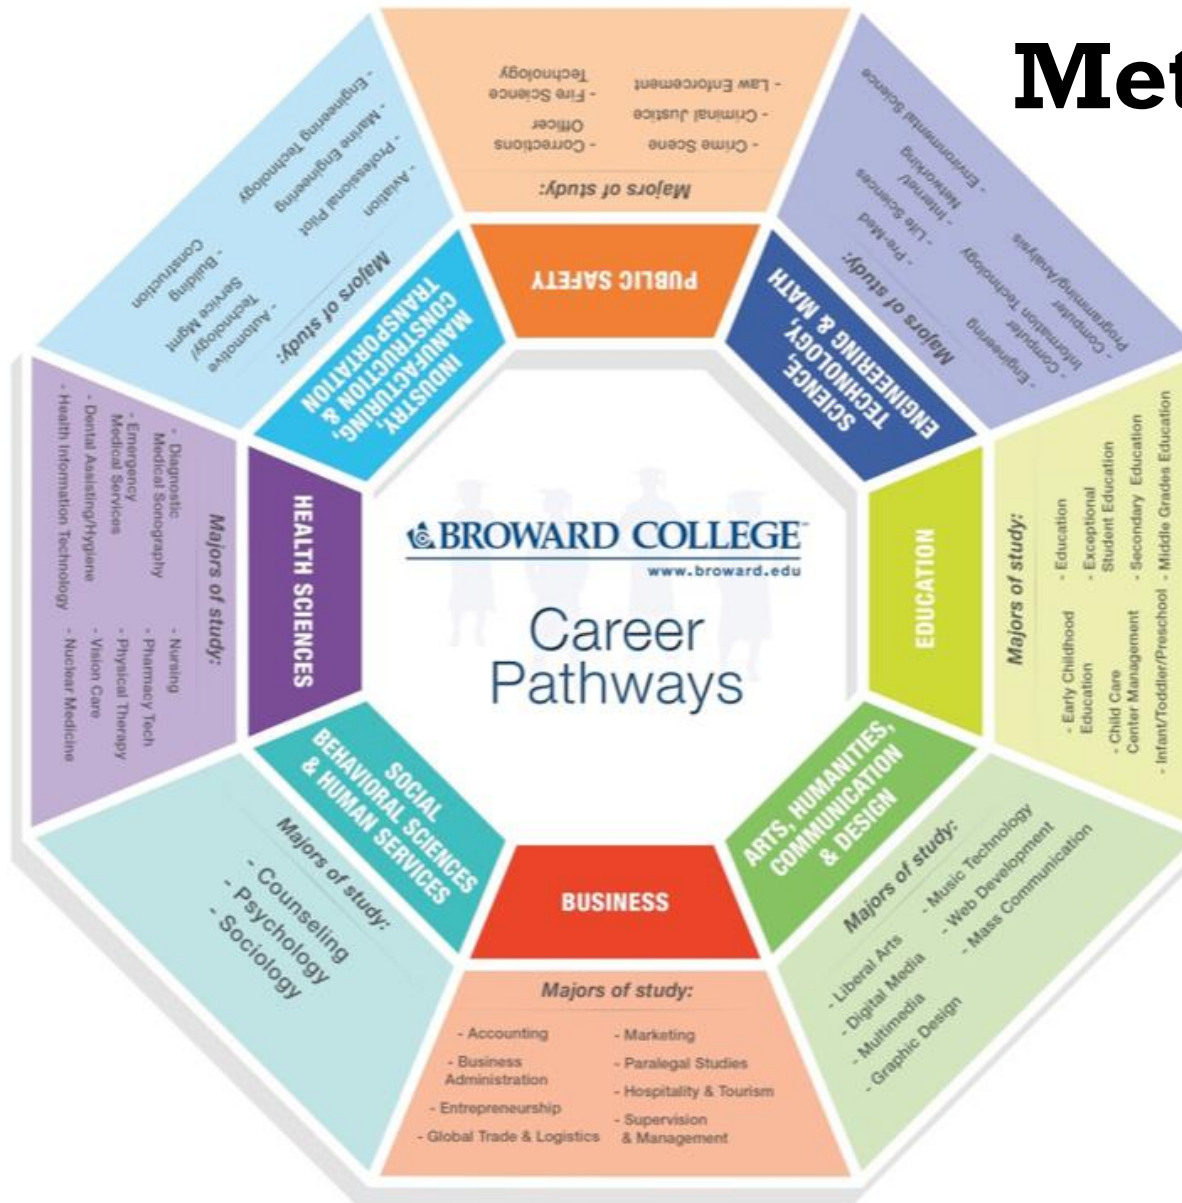 Met
BROWARD COLLEGE™
www.broward.edu
Career
Pathways
PUBLIC SAFETY
Majors of study:
- Crime Scene
- Criminal Justice
- Law Enforcement
- Corrections
Officer
- Fire Science
Technology
SCIENCE,
TECHNOLOGY,
ENGINEERING & MATH
Majors of study:
- Engineering
- Computer
Information Technology
- Computer
Programming/Analysis
- Pre-Med
- Life Sciences
- Internet/
Networking
- Environmental Science
EDUCATION
Majors of study:
- Early Childhood
Education
- Child Care
Center Management
- Infant/Toddler/Preschool
- Education
- Exceptional
Student Education
- Secondary Education
- Middle Grades Education
ARTS, HUMANITIES,
COMMUNICATION
& DESIGN
Majors of study:
- Liberal Arts
- Digital Media
- Multimedia
- Graphic Design
- Music Technology
- Web Development
- Mass Communication
BUSINESS
Majors of study:
- Accounting
- Business
Administration
- Entrepreneurship
- Global Trade & Logistics
- Marketing
- Paralegal Studies
- Hospitality & Tourism
- Supervision
& Management
SOCIAL
BEHAVIORAL SCIENCES
& HUMAN SERVICES
Majors of study:
- Counseling
- Psychology
- Sociology
HEALTH SCIENCES
Majors of study:
- Diagnostic
Medical Sonography
- Emergency
Medical Services
- Dental Assisting/Hygiene
- Health Information Technology
- Nursing
- Pharmacy Tech
- Physical Therapy
- Vision Care
- Nuclear Medicine
INDUSTRY,
MANUFACTURING,
CONSTRUCTION &
TRANSPORTATION
Majors of study:
- Automotive
Technology/
Service Mgmt
- Building
Construction
- Aviation
- Professional Pilot
- Marine Engineering
- Engineering Technology